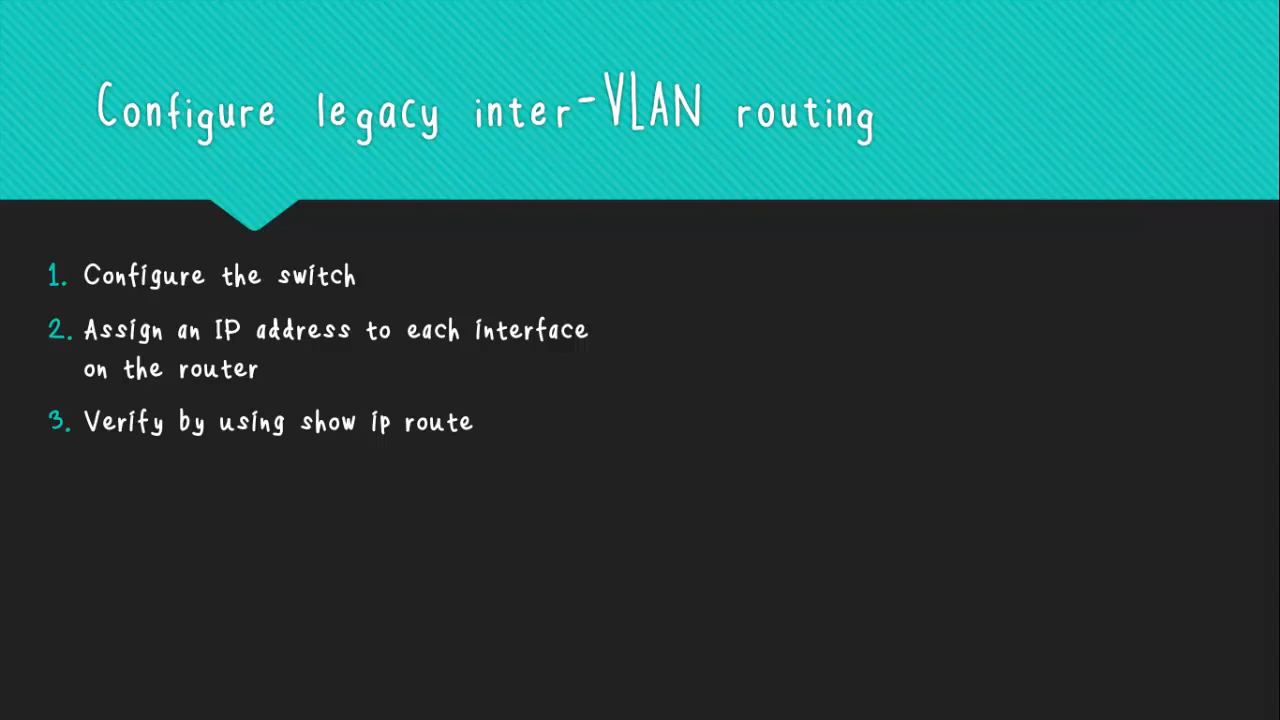 Configure legacy inter-VLAN routing
1. Configure the switch
2. Assign an IP address to each interface
on the router
3. Verify by using show ip route